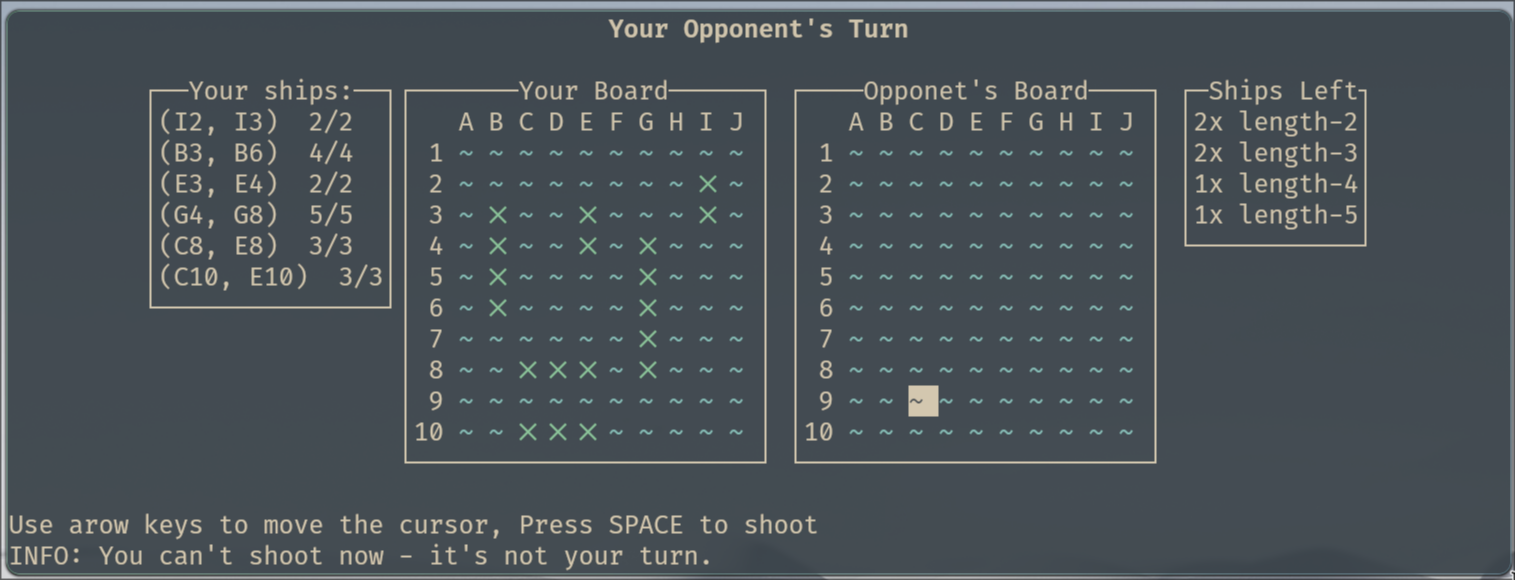 Your Opponent's Turn
Your ships:
(I2, I3) 2/2
(B3, B6) 4/4
(E3, E4) 2/2
(G4, G8) 5/5
(C8, E8) 3/3
(C10, E10) 3/3
Your Board
A B C D E F G H I J
1 ~ ~ ~ ~ ~ ~ ~ ~ ~ ~
2 ~ ~ ~ ~ ~ ~ ~ ~ × ~
3 ~ × ~ ~ × ~ ~ ~ × ~
4 ~ × ~ ~ × ~ × ~ ~ ~
5 ~ × ~ ~ ~ ~ × ~ ~ ~
6 ~ × ~ ~ ~ ~ × ~ ~ ~
7 ~ ~ ~ ~ ~ ~ × ~ ~ ~
8 ~ ~ × × × ~ × ~ ~ ~
9 ~ ~ ~ ~ ~ ~ ~ ~ ~ ~
10 ~ ~ × × × ~ ~ ~ ~ ~
Opponet's Board
A B C D E F G H I J
1 ~ ~ ~ ~ ~ ~ ~ ~ ~ ~
2 ~ ~ ~ ~ ~ ~ ~ ~ ~ ~
3 ~ ~ ~ ~ ~ ~ ~ ~ ~ ~
4 ~ ~ ~ ~ ~ ~ ~ ~ ~ ~
5 ~ ~ ~ ~ ~ ~ ~ ~ ~ ~
6 ~ ~ ~ ~ ~ ~ ~ ~ ~ ~
7 ~ ~ ~ ~ ~ ~ ~ ~ ~ ~
8 ~ ~ ~ ~ ~ ~ ~ ~ ~ ~
9 ~ ~ ~ ~ ~ ~ ~ ~ ~ ~
10 ~ ~ ~ ~ ~ ~ ~ ~ ~ ~
Ships Left
2x length-2
2x length-3
1x length-4
1x length-5
Use arow keys to move the cursor, Press SPACE to shoot
INFO: You can't shoot now - it's not your turn.